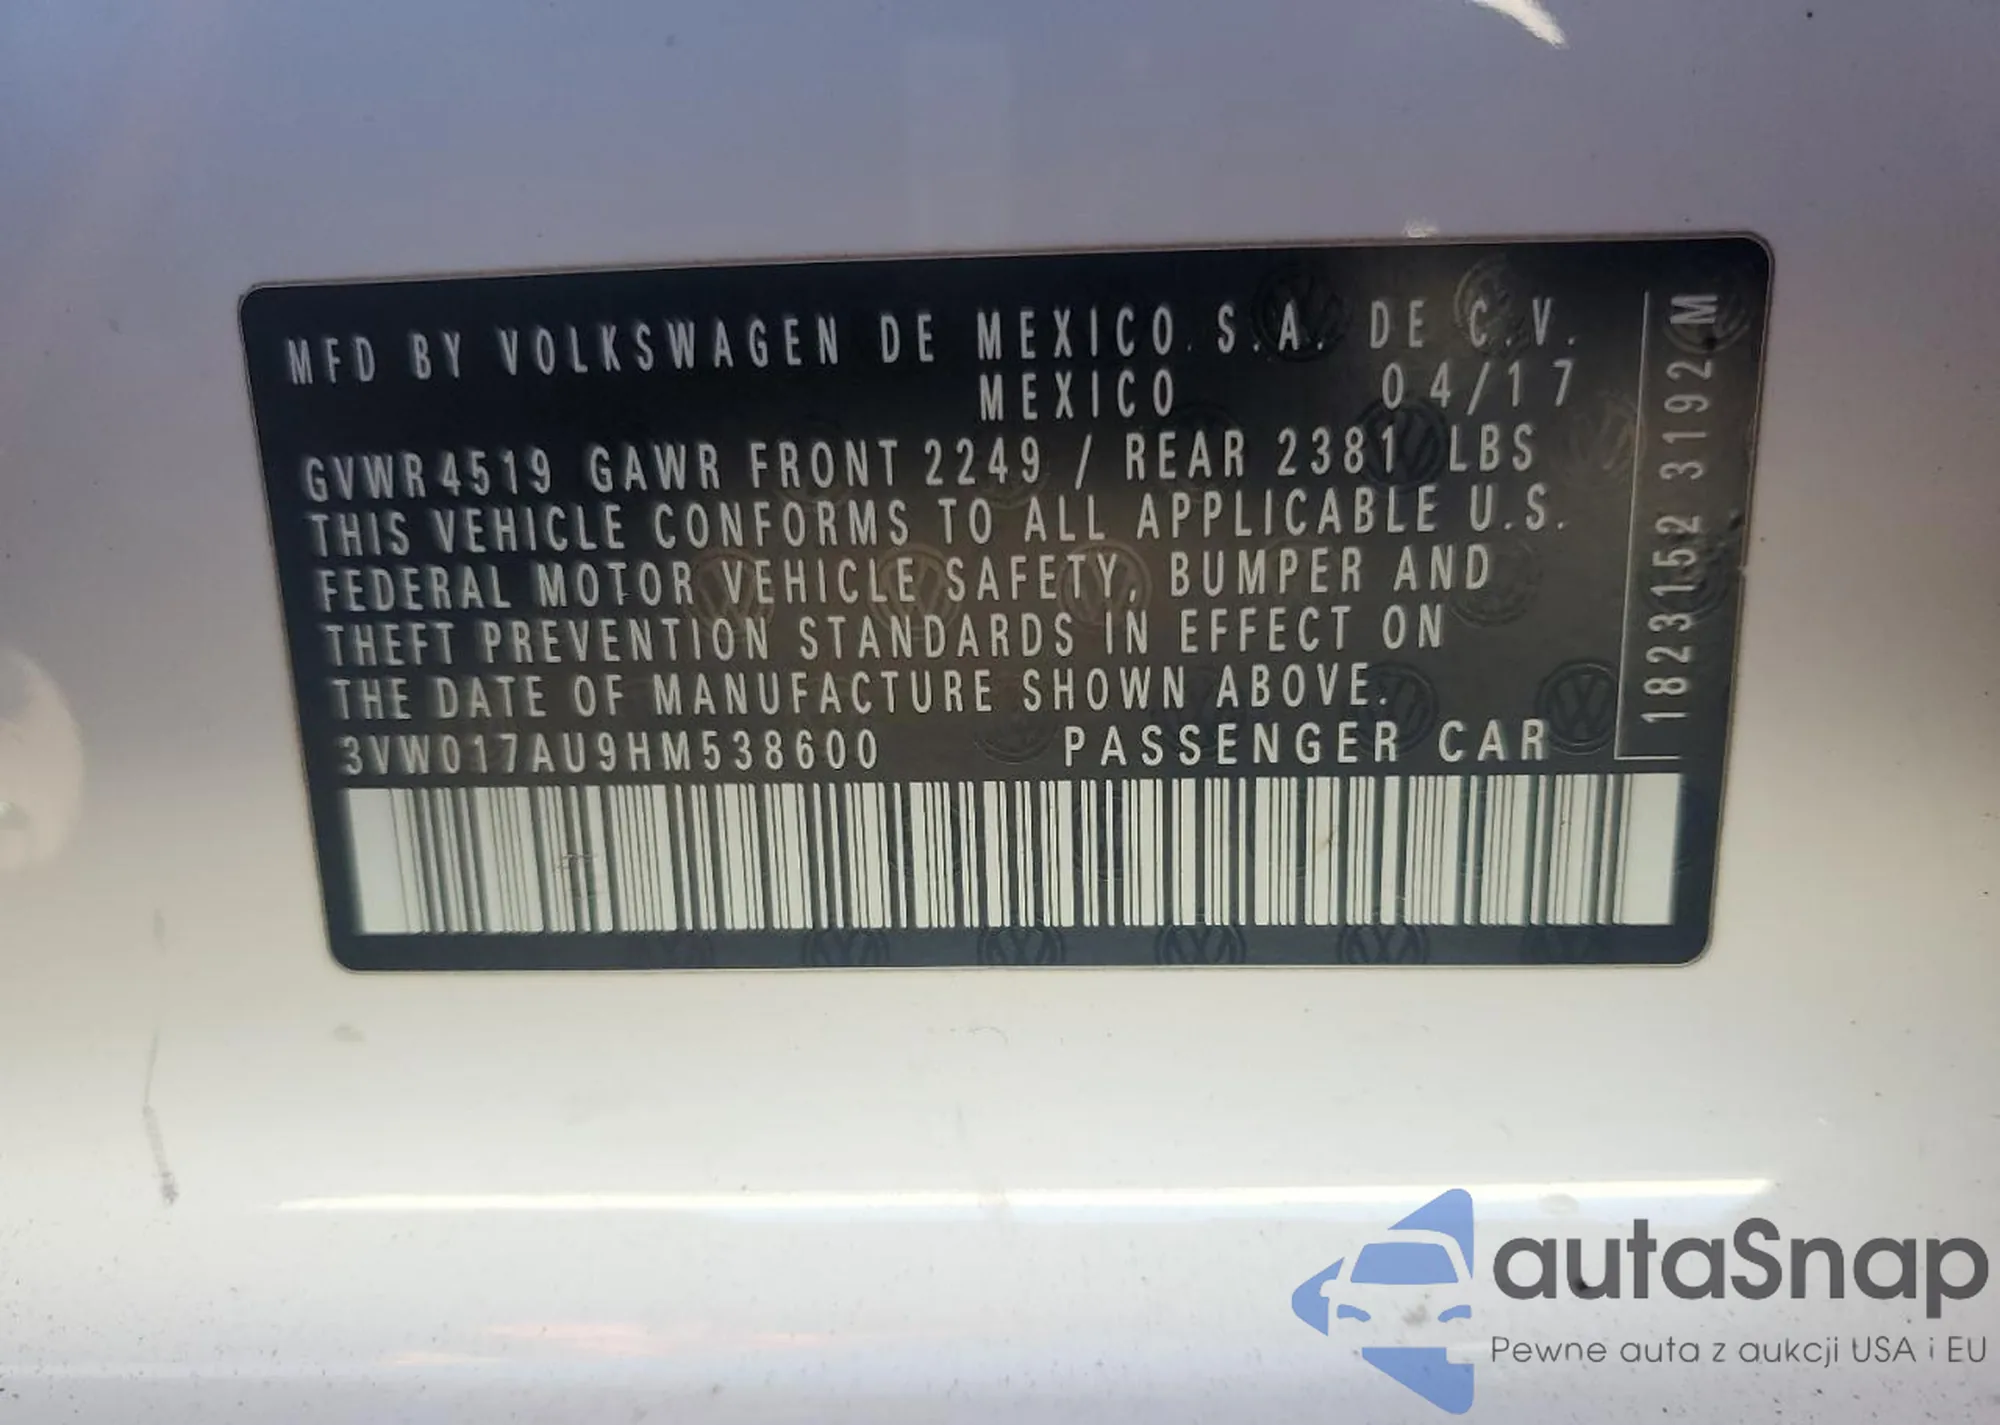 MFD BY VOLKSWAGEN DE MEXICO S.A. DE C.V.
MEXICO 04/17
GVWR 4519 GAWR FRONT 2249 / REAR 2381 LBS
THIS VEHICLE CONFORMS TO ALL APPLICABLE U.S.
FEDERAL MOTOR VEHICLE SAFETY, BUMPER AND
THEFT PREVENTION STANDARDS IN EFFECT ON
THE DATE OF MANUFACTURE SHOWN ABOVE.
3VW017AU9HM538600 PASSENGER CAR
1823152 3192 M
autaSnap
Pewne auta z aukcji USA i EU